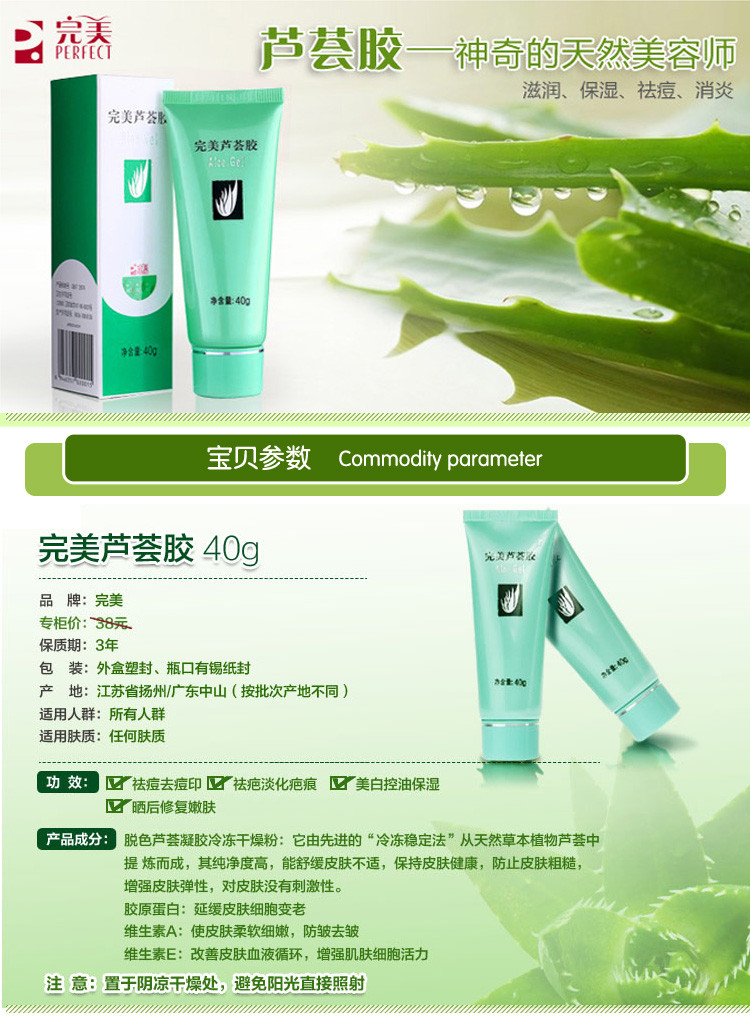 完美
PERFECT
芦荟胶—神奇的天然美容师
滋润、保湿、祛痘、消炎
完美芦荟胶
净含量:40g
完美芦荟胶
Aloe Gel
净含量:40g
宝贝参数 Commodity parameter
完美芦荟胶 40g
品 牌：完美
专柜价：38元
保质期：3年
包 装：外盒塑封、瓶口有锡纸封
产 地：江苏省扬州/广东中山（按批次产地不同）
适用人群：所有人群
适用肤质：任何肤质
完美芦荟胶
净含量:40g
净含量:40g
功 效： 祛痘去痘印 祛疤淡化疤痕 美白控油保湿
晒后修复嫩肤
产品成分： 脱色芦荟凝胶冷冻干燥粉：它由先进的“冷冻稳定法”从天然草本植物芦荟中
提 炼而成，其纯净度高，能舒缓皮肤不适，保持皮肤健康，防止皮肤粗糙，
增强皮肤弹性，对皮肤没有刺激性。
胶原蛋白：延缓皮肤细胞变老
维生素A：使皮肤柔软细嫩，防皱去皱
维生素E：改善皮肤血液循环，增强肌肤细胞活力
注 意：置于阴凉干燥处，避免阳光直接照射